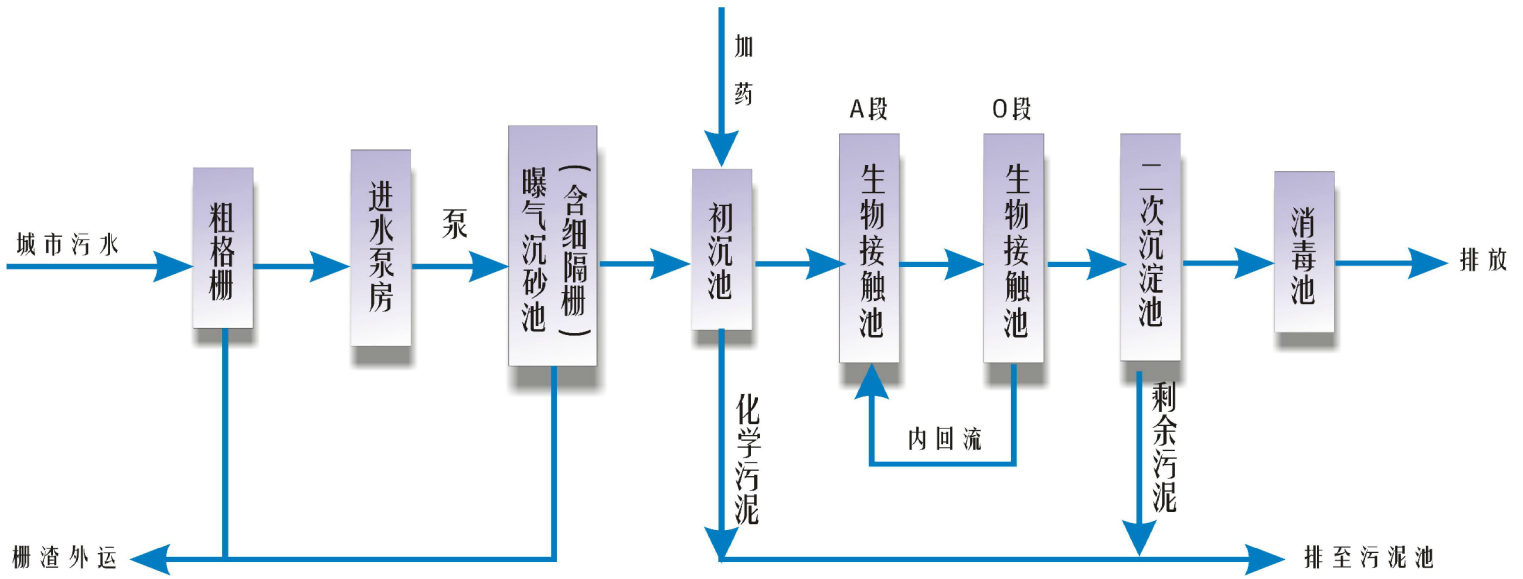 加药
A段
O段
城市污水
粗格栅
进水泵房
泵
曝气沉砂池
(含细隔栅)
初沉池
生物接触池
生物接触池
二次沉淀池
消毒池
排放
化学污泥
内回流
剩余污泥
栅渣外运
排至污泥池